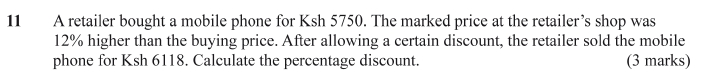 11 A retailer bought a mobile phone for Ksh 5750. The marked price at the retailer's shop was
12% higher than the buying price. After allowing a certain discount, the retailer sold the mobile
phone for Ksh 6118. Calculate the percentage discount. (3 marks)